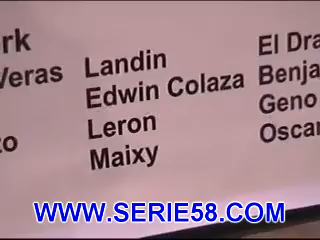 rk
Veras
to
Landin
Edwin Colaza
Leron
Maixy
El Dra
Benja
Geno
Oscar
WWW.SERIE58.COM